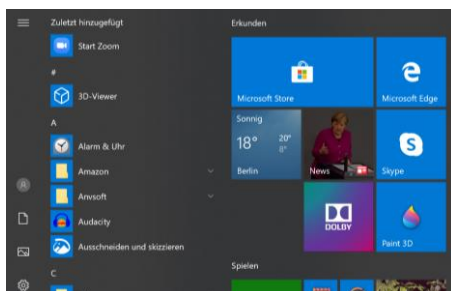 Zuletzt hinzugefügt
Start Zoom
#
3D-Viewer
A
Alarm & Uhr
Amazon
Anvsoft
Audacity
Ausschneiden und skizzieren
C
Erkunden
Microsoft Store
Microsoft Edge
Sonnig
18°
20°
8°
Berlin
News
Skype
DOLBY
Paint 3D
Spielen